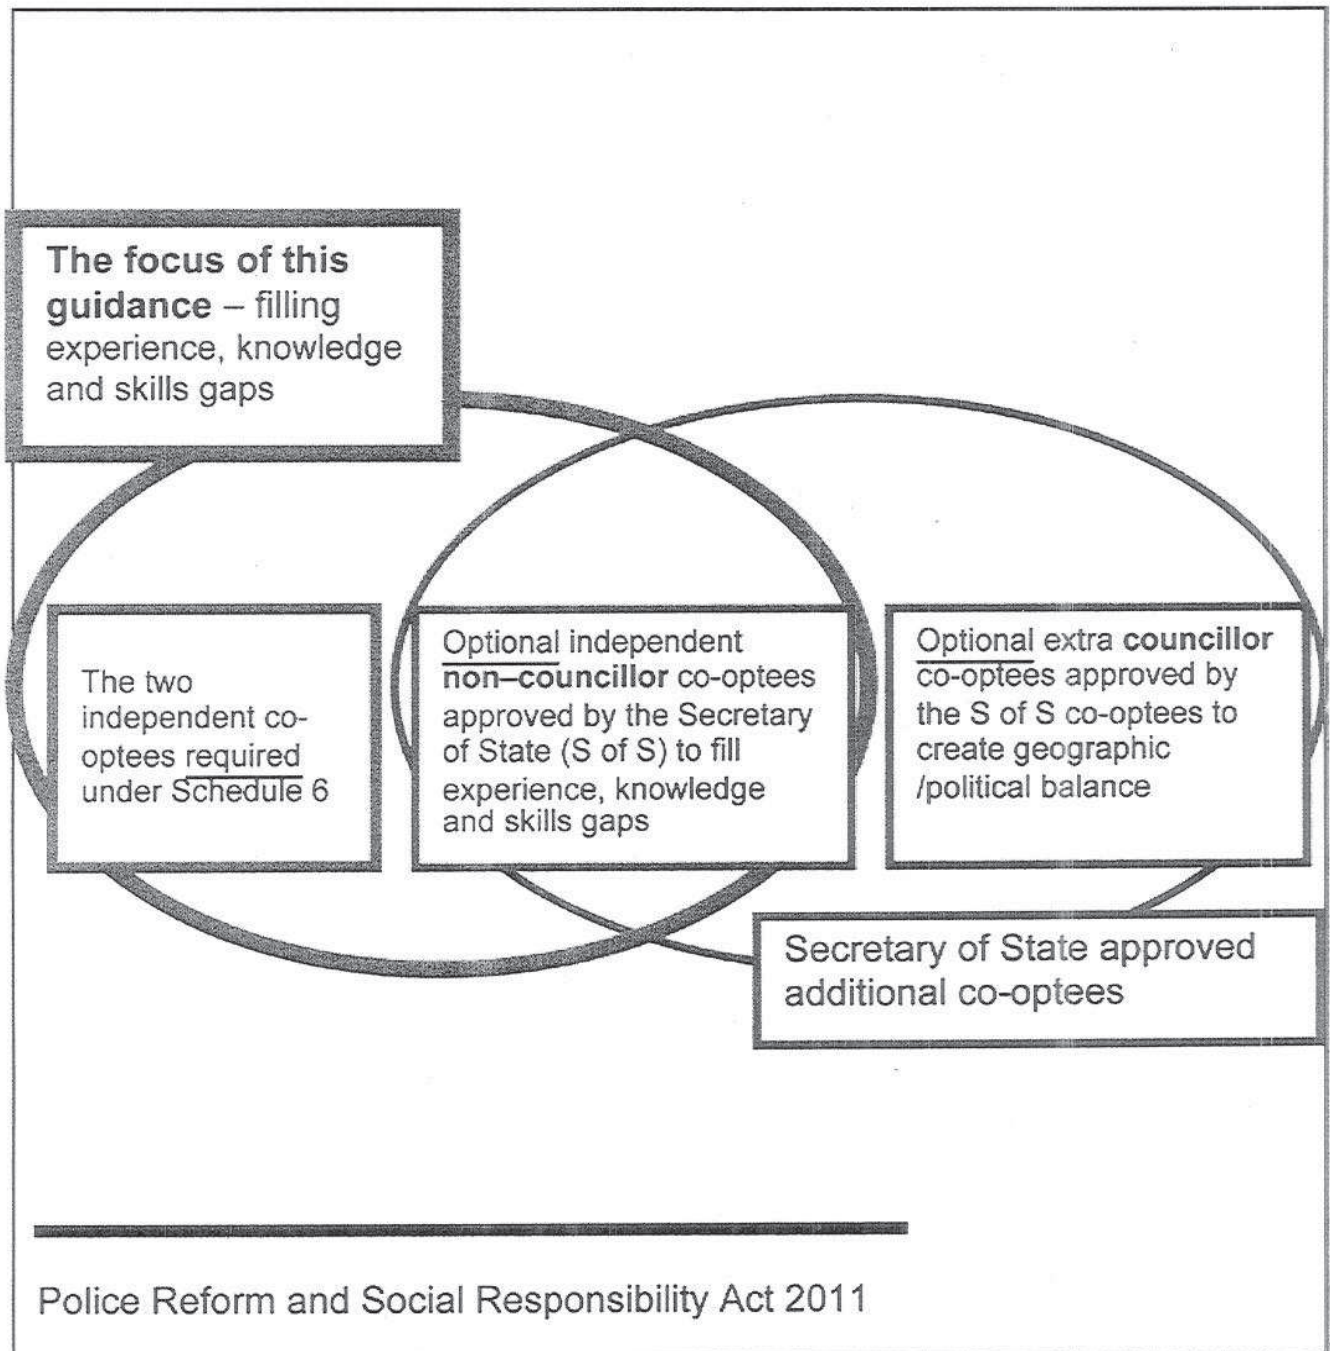 The focus of this
guidance – filling
experience, knowledge
and skills gaps
The two
independent co-
optees required
under Schedule 6
Optional independent
non–councillor co-optees
approved by the Secretary
of State (S of S) to fill
experience, knowledge
and skills gaps
Optional extra councillor
co-optees approved by
the S of S co-optees to
create geographic
/political balance
Secretary of State approved
additional co-optees
Police Reform and Social Responsibility Act 2011